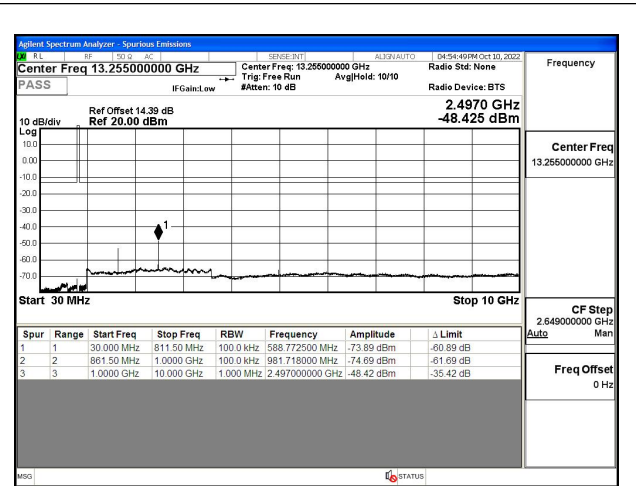 Agilent Spectrum Analyzer - Spurious Emissions
RL RF 50 Ω AC SENSE:INT ALIGNAUTO 04:54:49PM Oct 10, 2022
Center Freq 13.255000000 GHz Center Freq: 13.255000000 GHz Radio Std: None Frequency
Trig: Free Run Avg|Hold: 10/10
PASS IFGain:Low #Atten: 10 dB Radio Device: BTS
2.4970 GHz
Ref Offset 14.39 dB
10 dB/div Ref 20.00 dBm -48.425 dBm
Log
10.0
Center Freq
0.00
13.255000000 GHz
-10.0
-20.0
-30.0
-40.0
1
-50.0
-60.0
-70.0
Start 30 MHz Stop 10 GHz
CF Step
2.649000000 GHz
Auto Man
Spur Range Start Freq Stop Freq RBW Frequency Amplitude Δ Limit
1 1 30.000 MHz 811.50 MHz 100.0 kHz 588.772500 MHz -73.89 dBm -60.89 dB
2 2 861.50 MHz 1.0000 GHz 100.0 kHz 981.718000 MHz -74.69 dBm -61.69 dB
3 3 1.0000 GHz 10.000 GHz 1.000 MHz 2.497000000 GHz -48.42 dBm -35.42 dB
Freq Offset
0 Hz
MSG STATUS